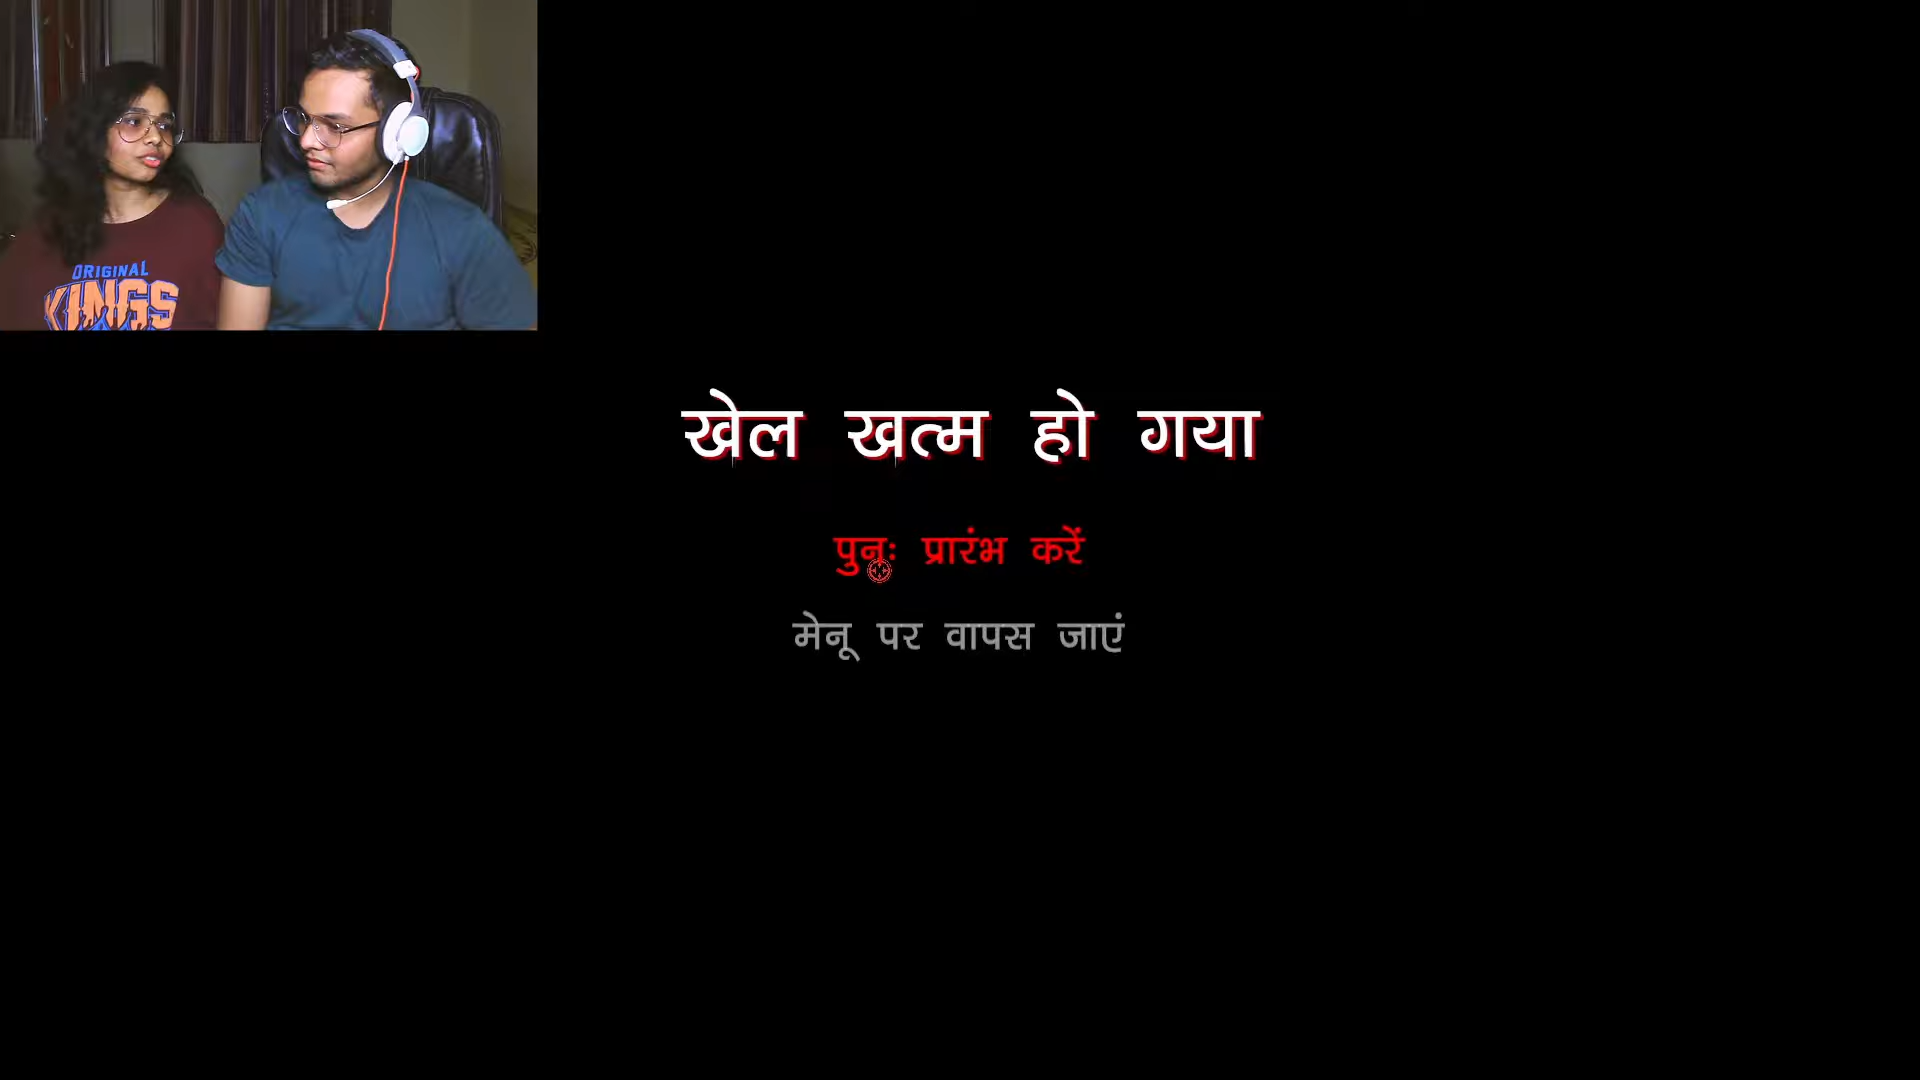 ORIGINAL
KINGS
खेल खत्म हो गया
पुनः प्रारंभ करें
मेनू पर वापस जाएं